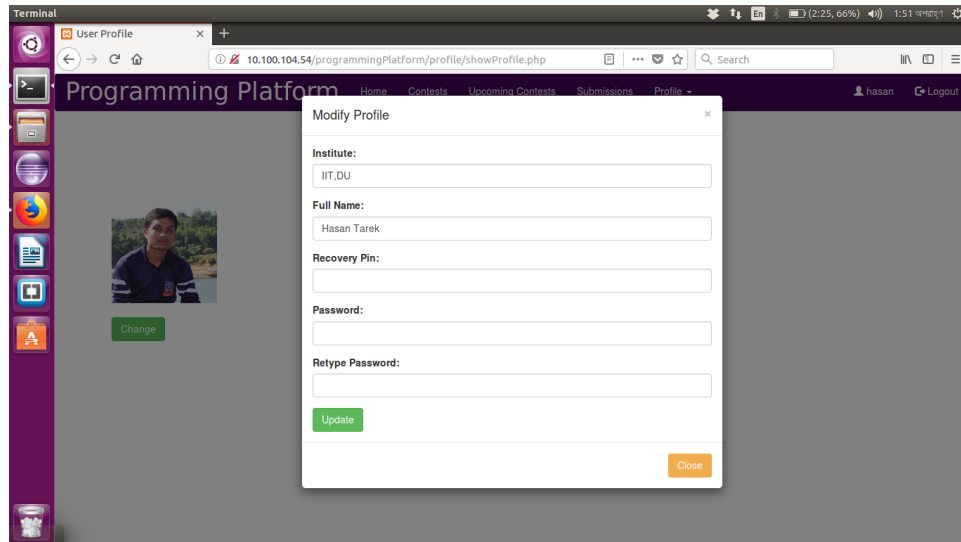 Terminal
En
(2:25, 66%)
1:51 অপরাহ্ণ
User Profile
10.100.104.54/programmingPlatform/profile/showProfile.php
Search
Programming Platform
Home
Contests
Upcoming Contests
Submissions
Profile
hasan
Logout
Modify Profile
×
Institute:
IIT,DU
Full Name:
Hasan Tarek
Recovery Pin:
Password:
Retype Password:
Update
Close
Change